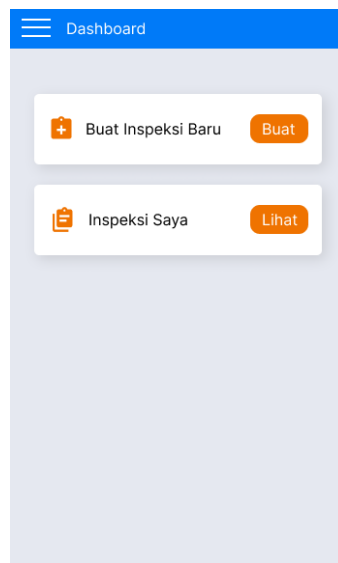 Dashboard
Buat Inspeksi Baru
Buat
Inspeksi Saya
Lihat